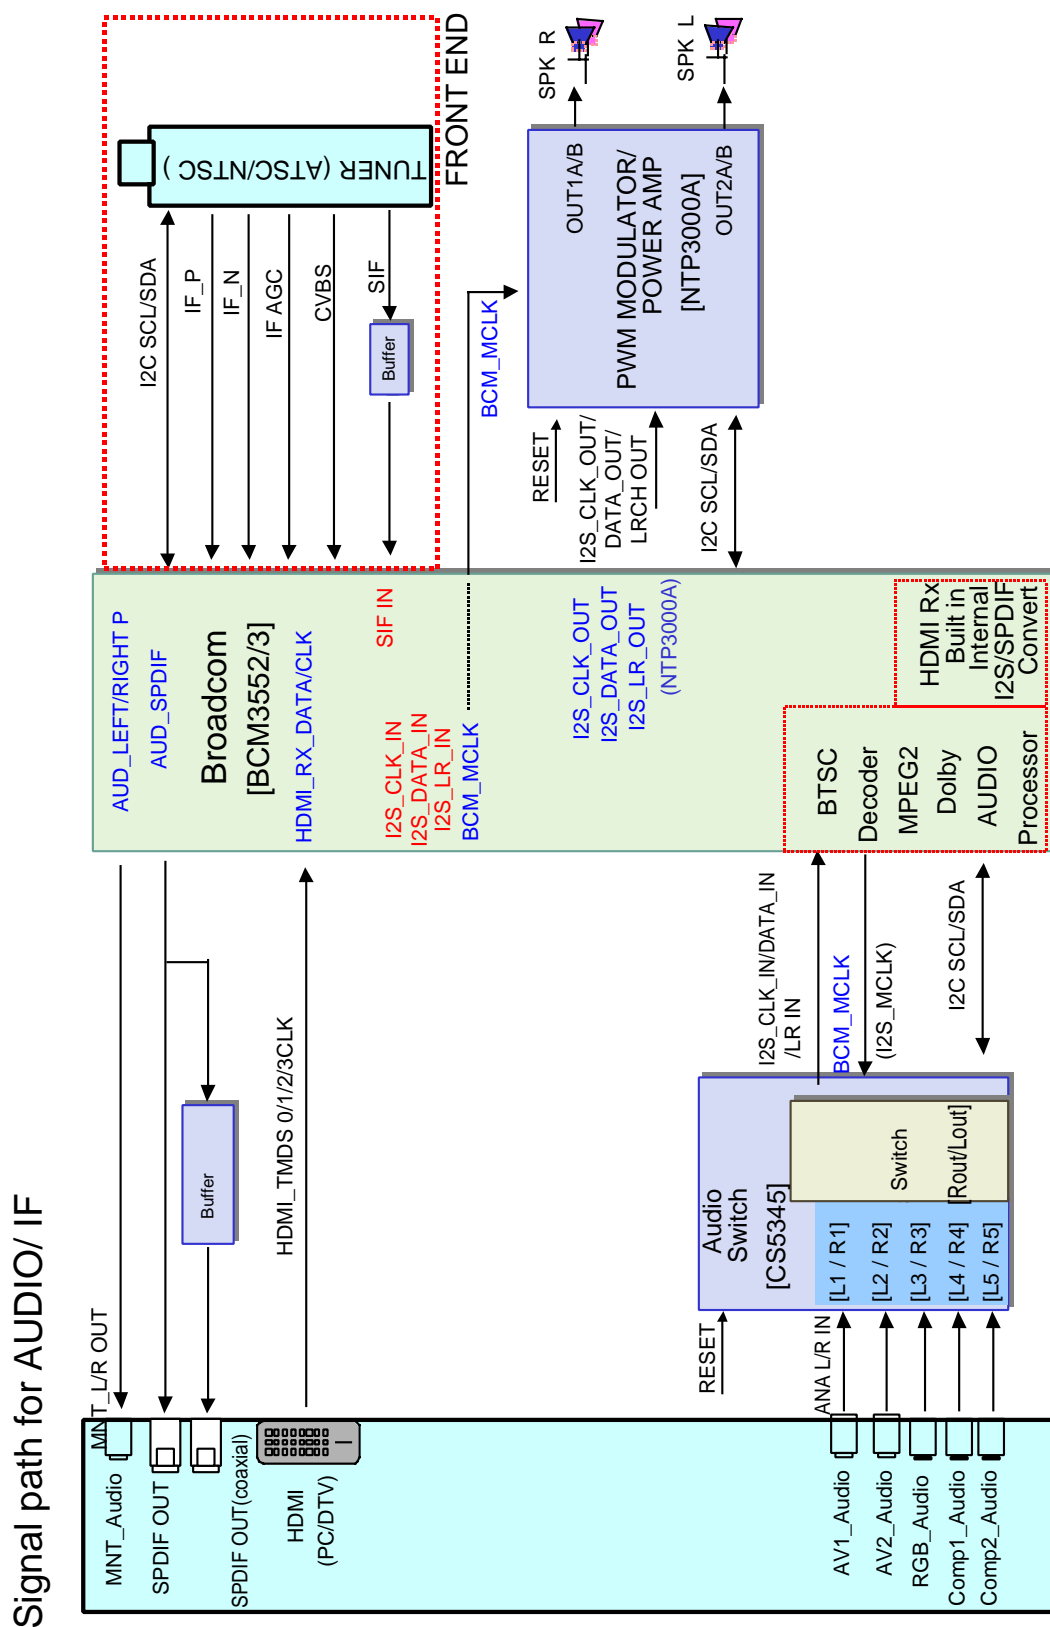 Signal path for AUDIO/ IF
MNT_Audio
SPDIF OUT
SPDIF OUT(coaxial)
HDMI
(PC/DTV)
AV1_Audio
AV2_Audio
RGB_Audio
Comp1_Audio
Comp2_Audio
MNT_L/R OUT
Buffer
HDMI_TMDS 0/1/2/3CLK
RESET
ANA L/R IN
Audio
Switch
[CS5345]
[L1 / R1]
[L2 / R2]
[L3 / R3]
[L4 / R4]
[L5 / R5]
Switch
[Rout/Lout]
I2S_CLK_IN/DATA_IN
/LR IN
BCM_MCLK
(I2S_MCLK)
I2C SCL/SDA
AUD_LEFT/RIGHT P
AUD_SPDIF
Broadcom
[BCM3552/3]
HDMI_RX_DATA/CLK
I2S_CLK_IN
I2S_DATA_IN
I2S_LR_IN
BCM_MCLK
SIF IN
I2S_CLK_OUT
I2S_DATA_OUT
I2S_LR_OUT
(NTP3000A)
BTSC
Decoder
MPEG2
Dolby
AUDIO
Processor
HDMI Rx
Built in
Internal
I2S/SPDIF
Convert
I2C SCL/SDA
IF_P
IF_N
IF AGC
CVBS
SIF
Buffer
TUNER (ATSC/NTSC )
FRONT END
BCM_MCLK
RESET
I2S_CLK_OUT/
DATA_OUT/
LRCH OUT
I2C SCL/SDA
PWM MODULATOR/
POWER AMP
[NTP3000A]
OUT1A/B
OUT2A/B
SPK R
SPK L